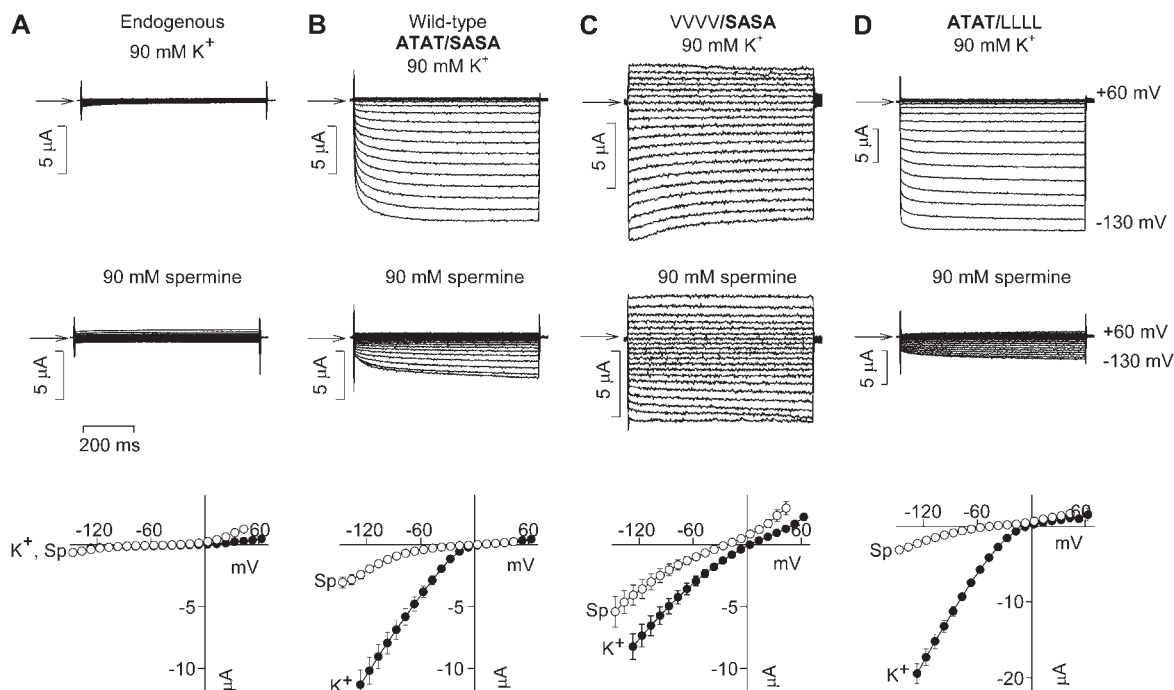 A
Endogenous
90 mM K+
5 µA
90 mM spermine
5 µA
200 ms
-120 -60 60
K+, Sp
mV
-5
-10
µA
B
Wild-type
ATAT/SASA
90 mM K+
5 µA
90 mM spermine
5 µA
-120 -60 60
Sp
mV
-5
K+
-10
µA
C
VVVV/SASA
90 mM K+
5 µA
90 mM spermine
5 µA
-120 -60 60
mV
Sp
-5
K+
-10
µA
D
ATAT/LLLL
90 mM K+
+60 mV
5 µA
-130 mV
90 mM spermine
+60 mV
5 µA
-130 mV
-120 -60 60
Sp
mV
-10
K+
-20
µA